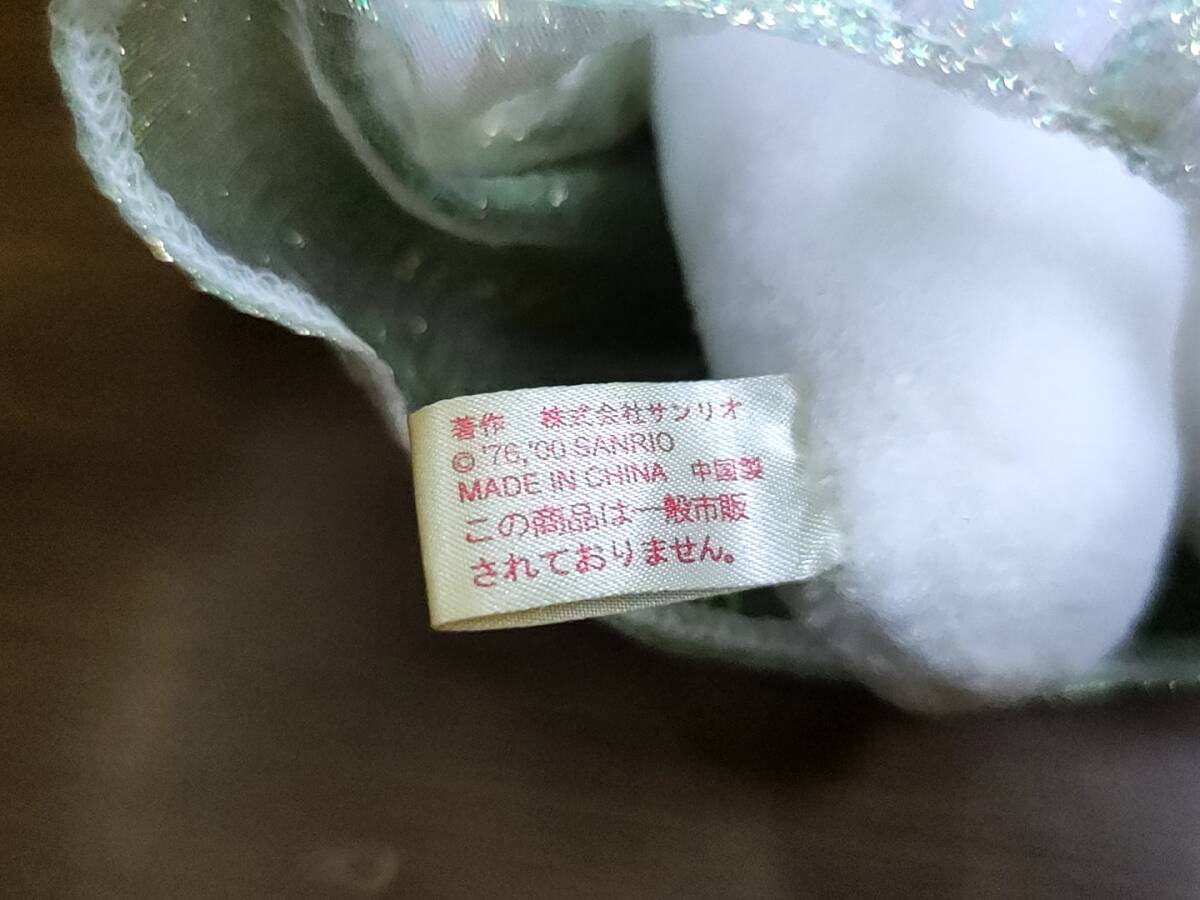 著作 株式会社サンリオ
© '76,'00 SANRIO
MADE IN CHINA 中国製
この商品は一般市販
されておりません。